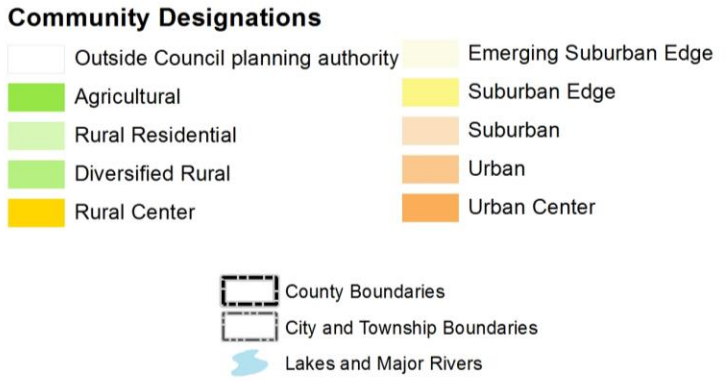 Community Designations
Outside Council planning authority
Agricultural
Rural Residential
Diversified Rural
Rural Center
Emerging Suburban Edge
Suburban Edge
Suburban
Urban
Urban Center
County Boundaries
City and Township Boundaries
Lakes and Major Rivers